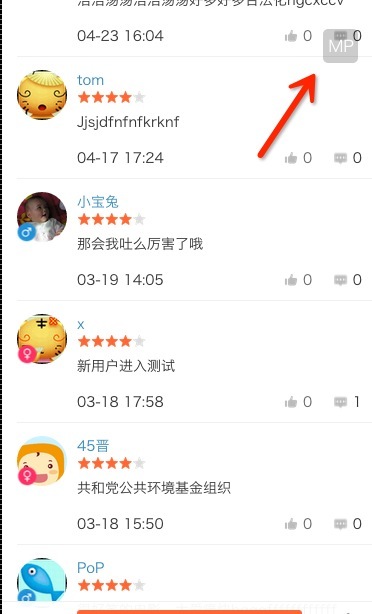 04-23 16:04 0 0
MP
tom
Jjsjdfnfnfkrknf
04-17 17:24 0 0
小宝兔
那会我吐么厉害了哦
03-19 14:05 0 0
x
新用户进入测试
03-18 17:58 0 1
45晋
共和党公共环境基金组织
03-18 15:50 0 0
PoP